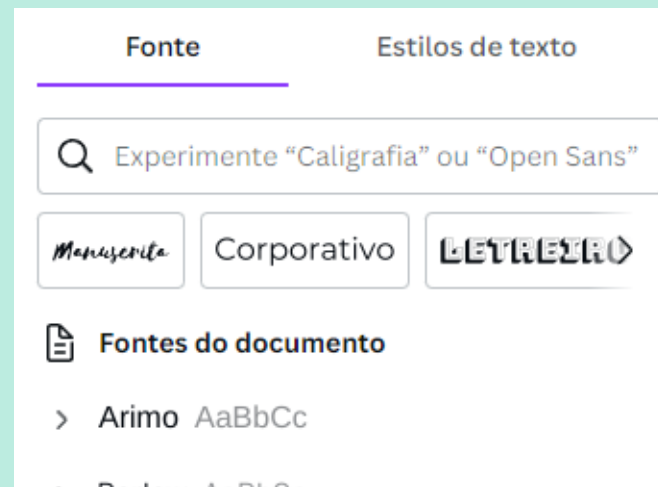 Fonte Estilos de texto
Experimente “Caligrafia” ou “Open Sans”
Manuscrita Corporativo LETREIRO
Fontes do documento
Arimo AaBbCc